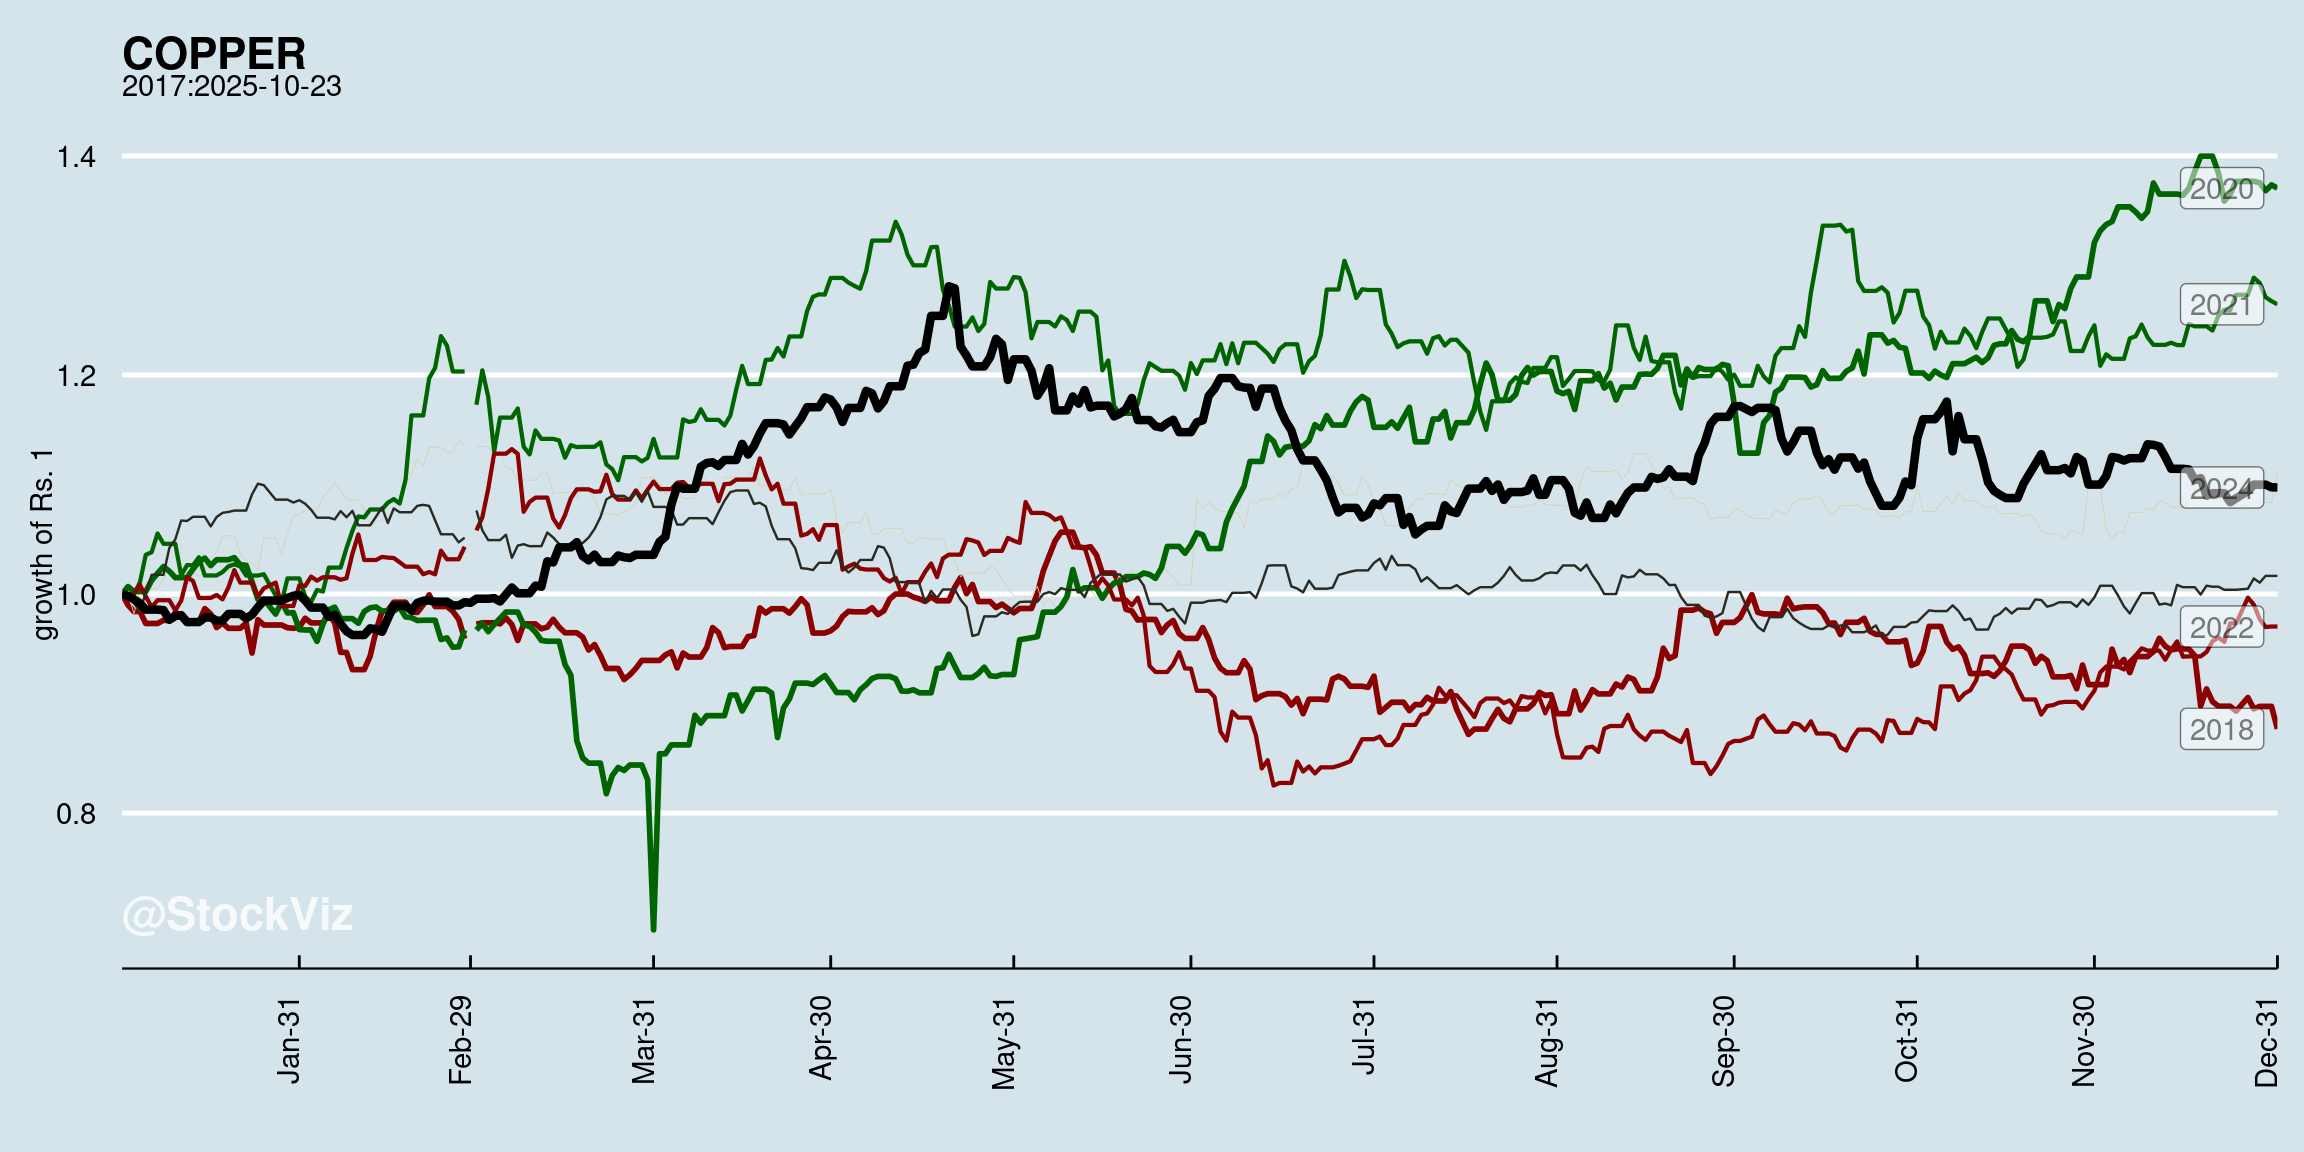 COPPER
2017:2025-10-23
growth of Rs. 1
1.4
1.2
1.0
0.8
2020
2021
2024
2022
2018
@StockViz
Jan-31
Feb-29
Mar-31
Apr-30
May-31
Jun-30
Jul-31
Aug-31
Sep-30
Oct-31
Nov-30
Dec-31